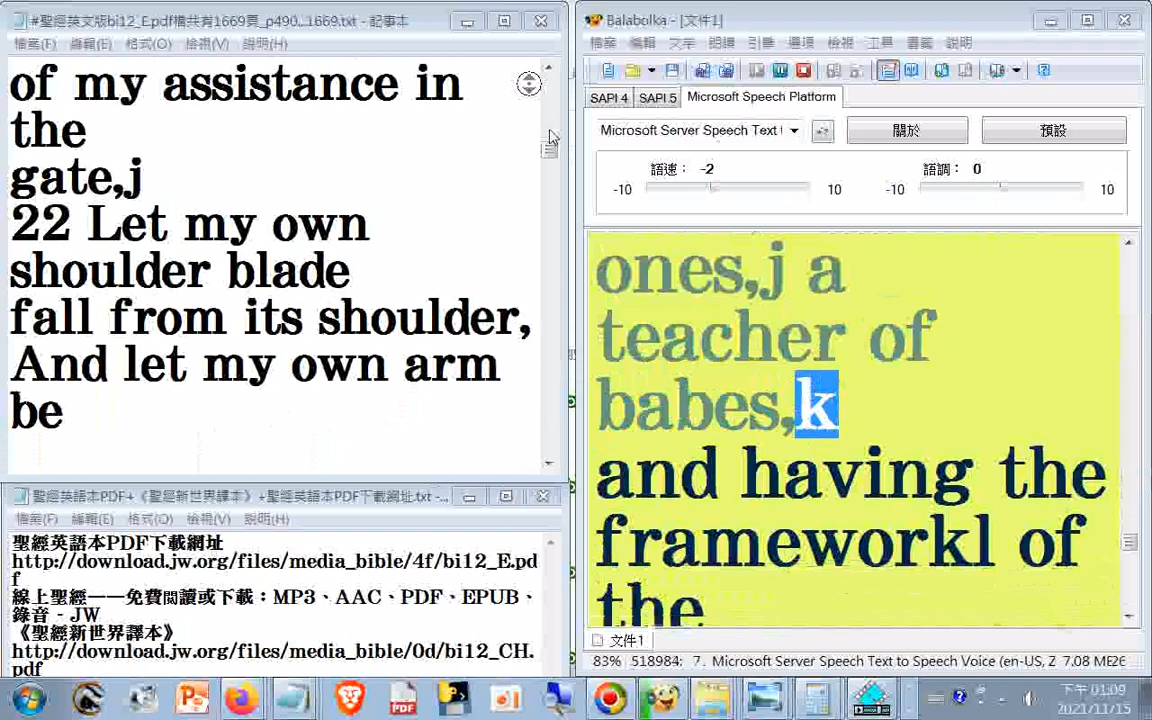 #聖經英文版bi12_E.pdf檔共有1669頁_p490._.1669.txt - 記事本
檔案(F) 編輯(E) 格式(O) 檢視(V) 說明(H)
of my assistance in
the
gate,j
22 Let my own
shoulder blade
fall from its shoulder,
And let my own arm
be
聖經英語本PDF+《聖經新世界譯本》+聖經英語本PDF下載網址.txt -...
檔案(F) 編輯(E) 格式(O) 檢視(V) 說明(H)
聖經英語本PDF下載網址
http://download.jw.org/files/media_bible/4f/bi12_E.pd
f
線上聖經——免費閱讀或下載：MP3、AAC、PDF、EPUB、
錄音 - JW
《聖經新世界譯本》
http://download.jw.org/files/media_bible/0d/bi12_CH.
pdf
Balabolka - [文件1]
檔案 編輯 文字 朗讀 引擎 選項 檢視 工具 書籤 說明
SAPI 4 SAPI 5 Microsoft Speech Platform
Microsoft Server Speech Text 關於 預設
語速： -2 語調： 0
-10 10 -10 10
ones,j a
teacher of
babes,k
and having the
frameworkl of
the
文件1
83% 518984: 7. Microsoft Server Speech Text to Speech Voice (en-US, Z 7.08 ME26
下午 01:09
2021/11/15